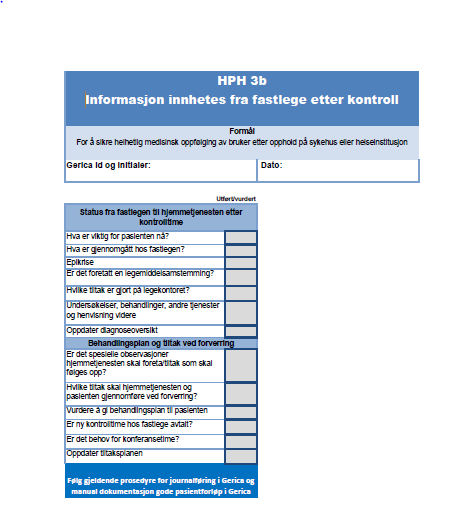 HPH 3b
Informasjon innhetes fra fastlege etter kontroll
Formål
For å sikre helhetlig medisinsk oppfølging av bruker etter opphold på sykehus eller helseinstitusjon
Gerica Id og initialer:
Dato:
Utført/vurdert
Status fra fastlegen til hjemmetjenesten etter
kontrolltime
Hva er viktig for pasienten nå?
Hva er gjennomgått hos fastlegen?
Epikrise
Er det foretatt en legemiddelsamstemming?
Hvilke tiltak er gjort på legekontoret?
Undersøkelser, behandlinger, andre tjenester
og henvisning videre
Oppdater diagnoseoversikt
Behandlingsplan og tiltak ved forverring
Er det spesielle observasjoner
hjemmetjenesten skal foreta/tiltak som skal
følges opp?
Hvilke tiltak skal hjemmetjenesten og
pasienten gjennomføre ved forverring?
Vurdere å gi behandlingsplan til pasienten
Er ny kontrolltime hos fastlege avtalt?
Er det behov for konferansetime?
Oppdater tiltaksplanen
Følg gjeldende prosedyre for journalføring i Gerica og
manual dokumentasjon gode pasientforløp i Gerica